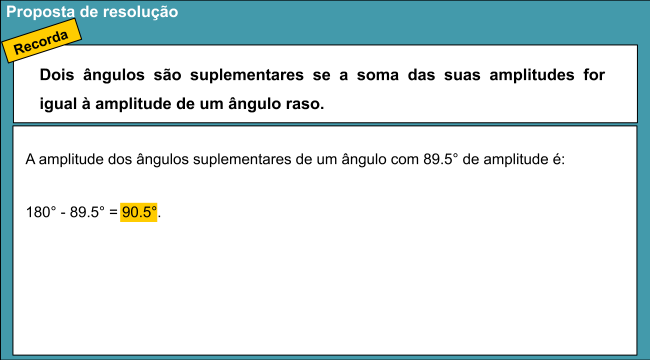 Proposta de resolução
Recorda
Dois ângulos são suplementares se a soma das suas amplitudes for
igual à amplitude de um ângulo raso.
A amplitude dos ângulos suplementares de um ângulo com 89.5° de amplitude é:
180° - 89.5° = 90.5°.